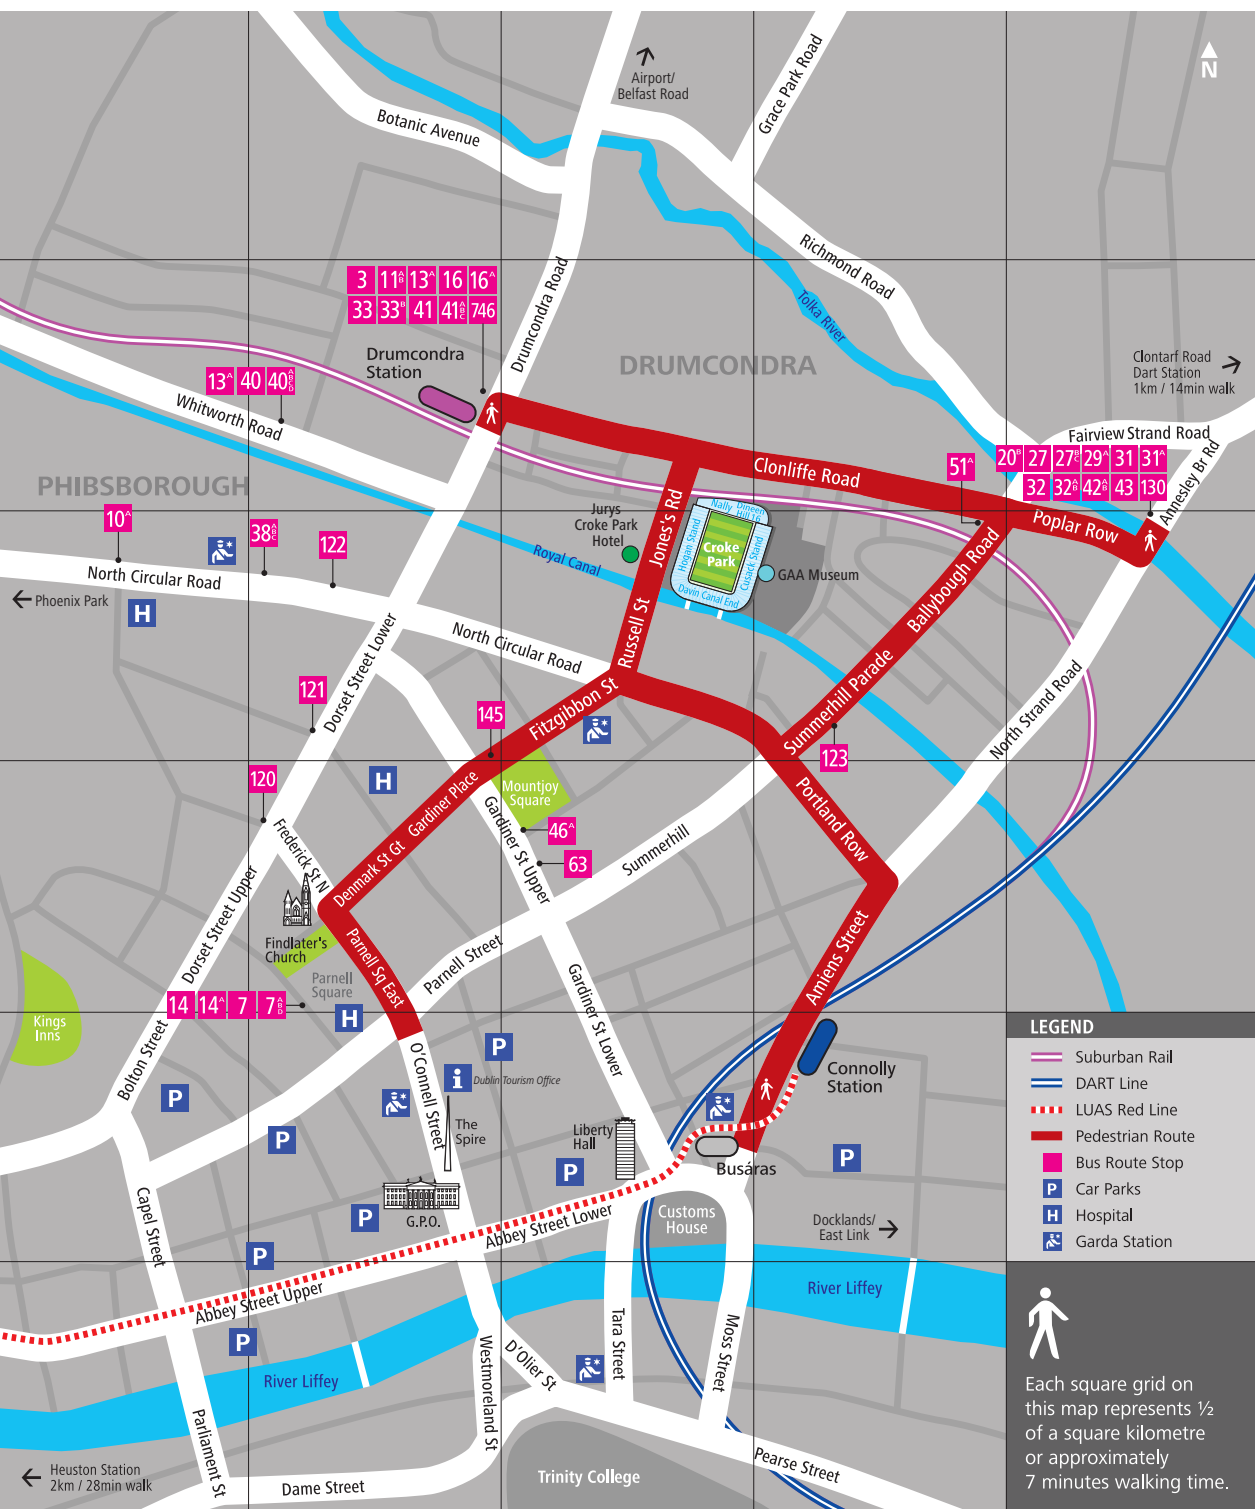 N
Airport/
Belfast Road
Grace Park Road
Botanic Avenue
Richmond Road
Tolka River
Drumcondra Road
3 11 A B 13 A 16 16 A
33 33 B 41 41 A B C 746
Drumcondra
Station
DRUMCONDRA
Clontarf Road
Dart Station
1km / 14min walk
13 A 40 40 A B C D
Whitworth Road
Fairview Strand Road
Annesley Br Rd
Clonliffe Road
51 A
20 B 27 27 B C 29 A 31 31 A
32 32 A B 42 A B 43 130
Poplar Row
PHIBSBOROUGH
10 A
38 A C
122
North Circular Road
Phoenix Park
H
Jurys
Croke Park
Hotel
Jones's Rd
Nally
Dineen
Hill 16
Hogan Stand
Croke
Park
Cusack Stand
Davin Canal End
GAA Museum
Royal Canal
Russell St
Ballybough Road
North Circular Road
Dorset Street Lower
121
145
Fitzgibbon St
Summerhill Parade
123
North Strand Road
120
H
Gardiner Place
Mountjoy
Square
46 A
63
Gardiner St Upper
Summerhill
Portland Row
Frederick St N
Denmark St Gt
Dorset Street Upper
Findlater's
Church
Parnell
Square
Parnell Sq East
Parnell Street
Gardiner St Lower
Amiens Street
14 14 A 7 7 A B D
H
Kings
Inns
Bolton Street
O'Connell Street
P
i
Dublin Tourism Office
Connolly
Station
P
P
The
Spire
Liberty
Hall
P
Busáras
P
Capel Street
P
G.P.O.
Abbey Street Lower
Customs
House
Docklands/
East Link
P
Abbey Street Upper
River Liffey
P
River Liffey
Westmoreland St
D'Olier St
Tara Street
Moss Street
Parliament St
Heuston Station
2km / 28min walk
Dame Street
Trinity College
Pearse Street
LEGEND
Suburban Rail
DART Line
LUAS Red Line
Pedestrian Route
Bus Route Stop
P Car Parks
H Hospital
Garda Station
Each square grid on
this map represents ½
of a square kilometre
or approximately
7 minutes walking time.